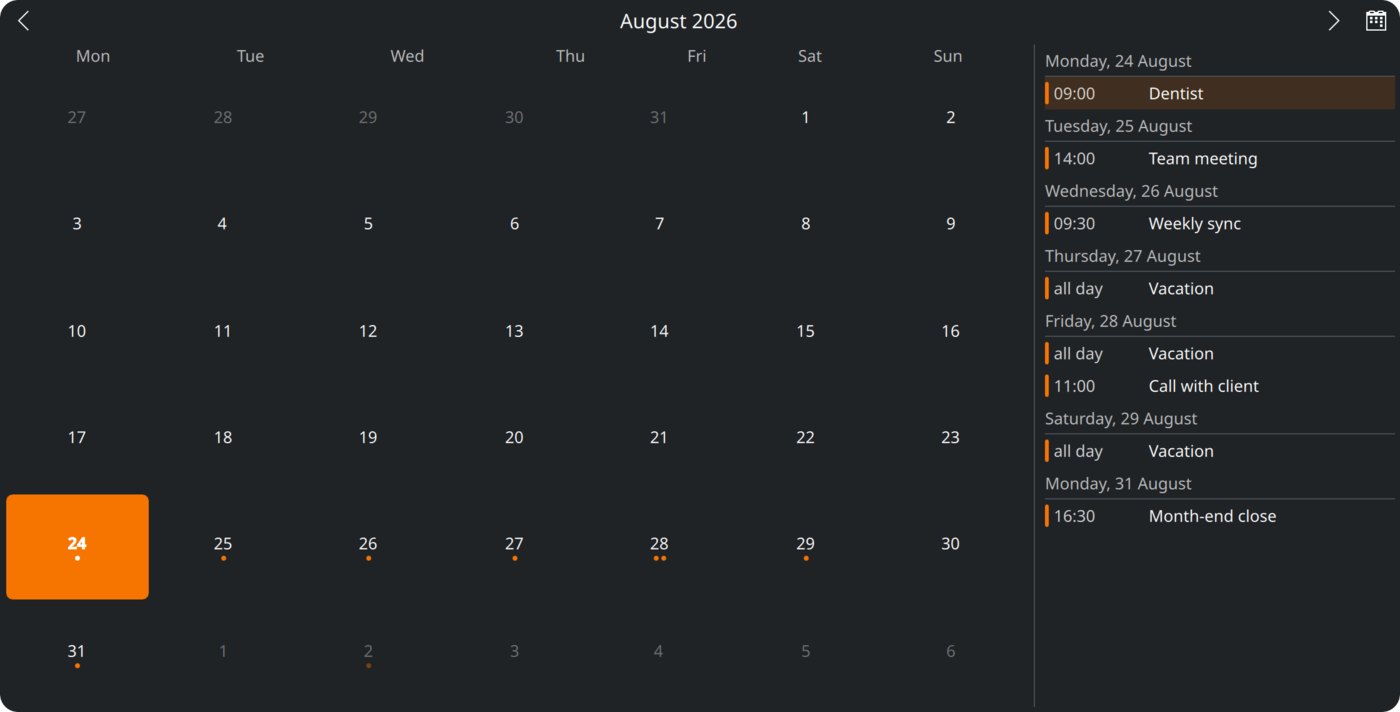 August 2026
Mon Tue Wed Thu Fri Sat Sun
27 28 29 30 31 1 2
3 4 5 6 7 8 9
10 11 12 13 14 15 16
17 18 19 20 21 22 23
24 25 26 27 28 29 30
31 1 2 3 4 5 6
Monday, 24 August
09:00 Dentist
Tuesday, 25 August
14:00 Team meeting
Wednesday, 26 August
09:30 Weekly sync
Thursday, 27 August
all day Vacation
Friday, 28 August
all day Vacation
11:00 Call with client
Saturday, 29 August
all day Vacation
Monday, 31 August
16:30 Month-end close